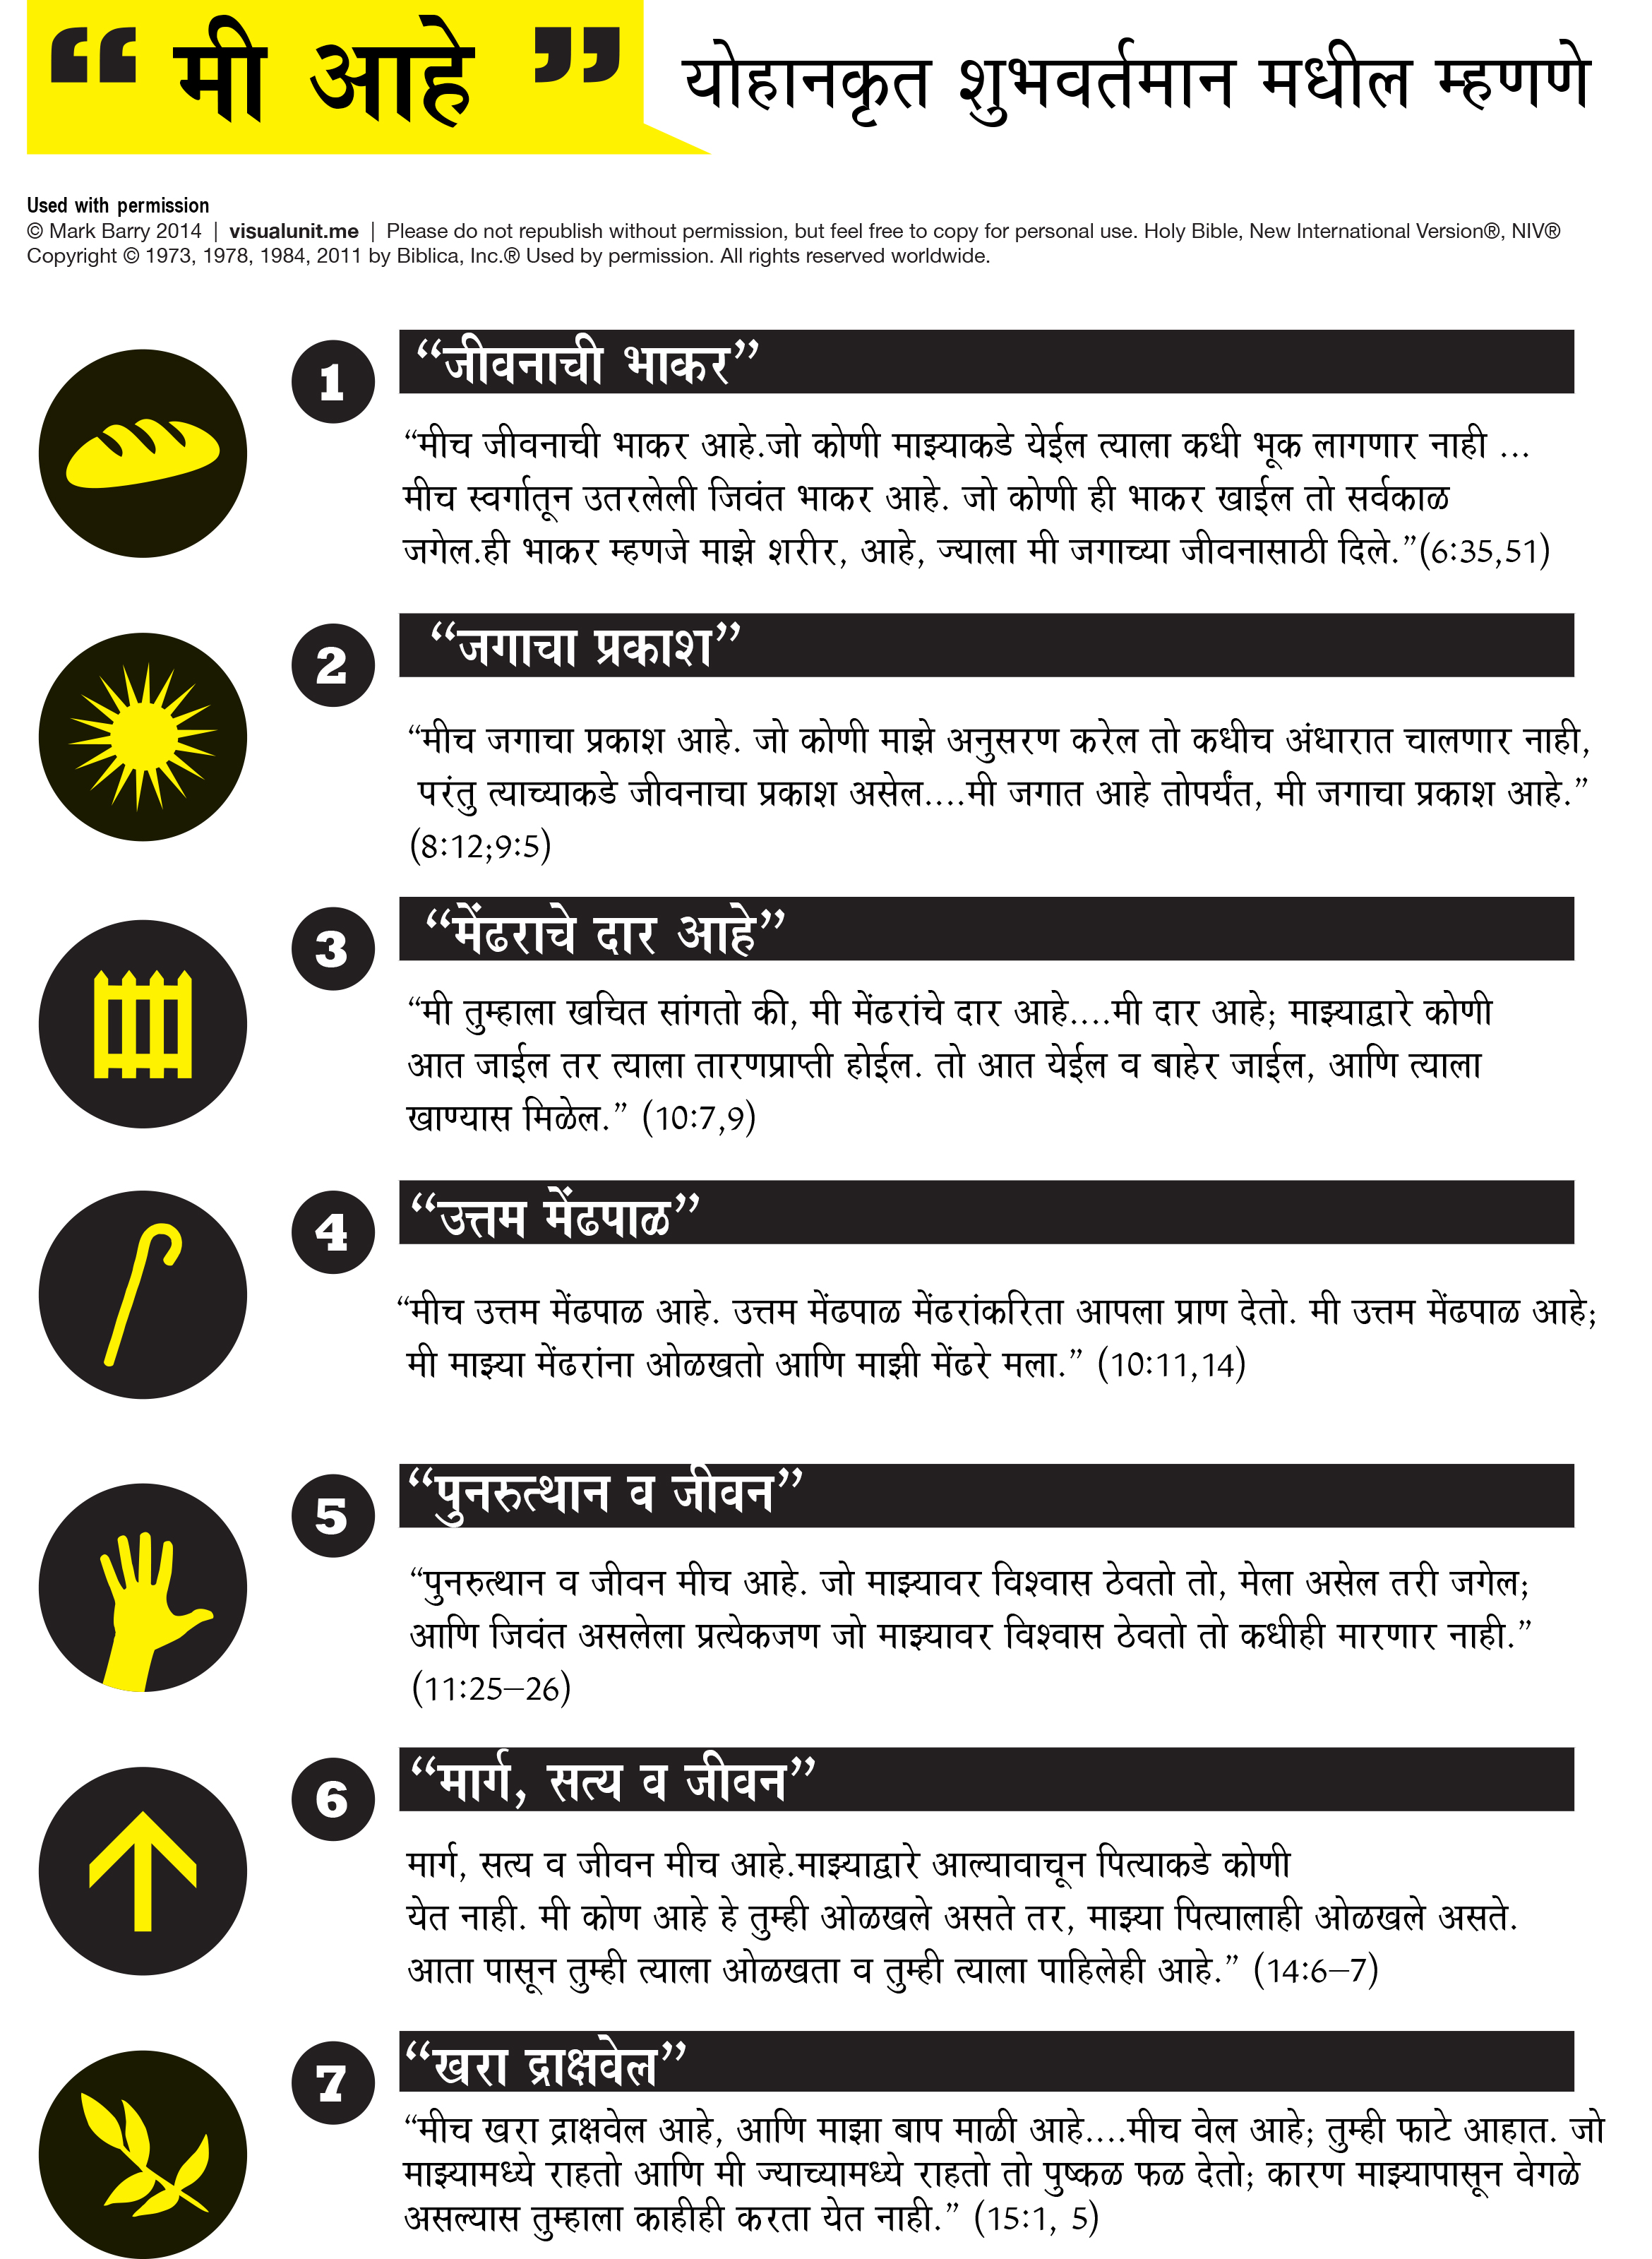 “ मी आहे ” योहानकृत शुभवर्तमान मधील म्हणणे
Used with permission
© Mark Barry 2014 | visualunit.me | Please do not republish without permission, but feel free to copy for personal use. Holy Bible, New International Version®, NIV®
Copyright © 1973, 1978, 1984, 2011 by Biblica, Inc.® Used by permission. All rights reserved worldwide.
1 “जीवनाची भाकर”
“मीच जीवनाची भाकर आहे.जो कोणी माझ्याकडे येईल त्याला कधी भूक लागणार नाही ...
मीच स्वर्गातून उतरलेली जिवंत भाकर आहे. जो कोणी ही भाकर खाईल तो सर्वकाळ
जगेल.ही भाकर म्हणजे माझे शरीर, आहे, ज्याला मी जगाच्या जीवनासाठी दिले.”(6:35,51)
2 “जगाचा प्रकाश”
“मीच जगाचा प्रकाश आहे. जो कोणी माझे अनुसरण करेल तो कधीच अंधारात चालणार नाही,
परंतु त्याच्याकडे जीवनाचा प्रकाश असेल....मी जगात आहे तोपर्यंत, मी जगाचा प्रकाश आहे.”
(8:12;9:5)
3 “मेंढराचे दार आहे”
“मी तुम्हाला खचित सांगतो की, मी मेंढरांचे दार आहे....मी दार आहे; माझ्याद्वारे कोणी
आत जाईल तर त्याला तारणप्राप्ती होईल. तो आत येईल व बाहेर जाईल, आणि त्याला
खाण्यास मिळेल.” (10:7,9)
4 “उत्तम मेंढपाळ”
“मीच उत्तम मेंढपाळ आहे. उत्तम मेंढपाळ मेंढरांकरिता आपला प्राण देतो. मी उत्तम मेंढपाळ आहे;
मी माझ्या मेंढरांना ओळखतो आणि माझी मेंढरे मला.” (10:11,14)
5 “पुनरुत्थान व जीवन”
“पुनरुत्थान व जीवन मीच आहे. जो माझ्यावर विश्वास ठेवतो तो, मेला असेल तरी जगेल;
आणि जिवंत असलेला प्रत्येकजण जो माझ्यावर विश्वास ठेवतो तो कधीही मारणार नाही.”
(11:25–26)
6 “मार्ग, सत्य व जीवन”
मार्ग, सत्य व जीवन मीच आहे.माझ्याद्वारे आल्यावाचून पित्याकडे कोणी
येत नाही. मी कोण आहे हे तुम्ही ओळखले असते तर, माझ्या पित्यालाही ओळखले असते.
आता पासून तुम्ही त्याला ओळखता व तुम्ही त्याला पाहिलेही आहे.” (14:6–7)
7 “खरा द्राक्षवेल”
“मीच खरा द्राक्षवेल आहे, आणि माझा बाप माळी आहे....मीच वेल आहे; तुम्ही फाटे आहात. जो
माझ्यामध्ये राहतो आणि मी ज्याच्यामध्ये राहतो तो पुष्कळ फळ देतो; कारण माझ्यापासून वेगळे
असल्यास तुम्हाला काहीही करता येत नाही.” (15:1, 5)